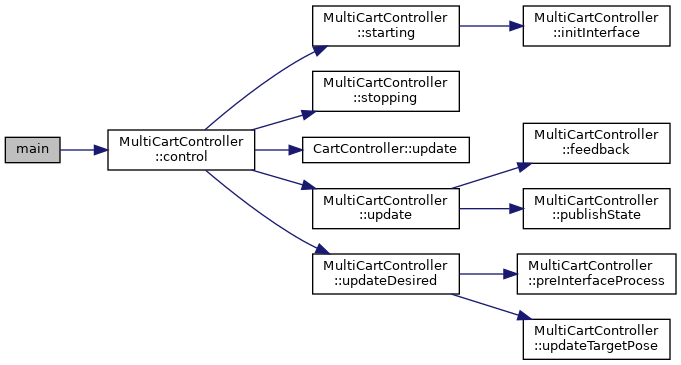 main
MultiCartController
::control
MultiCartController
::starting
MultiCartController
::initInterface
MultiCartController
::stopping
CartController::update
MultiCartController
::update
MultiCartController
::feedback
MultiCartController
::publishState
MultiCartController
::updateDesired
MultiCartController
::preInterfaceProcess
MultiCartController
::updateTargetPose